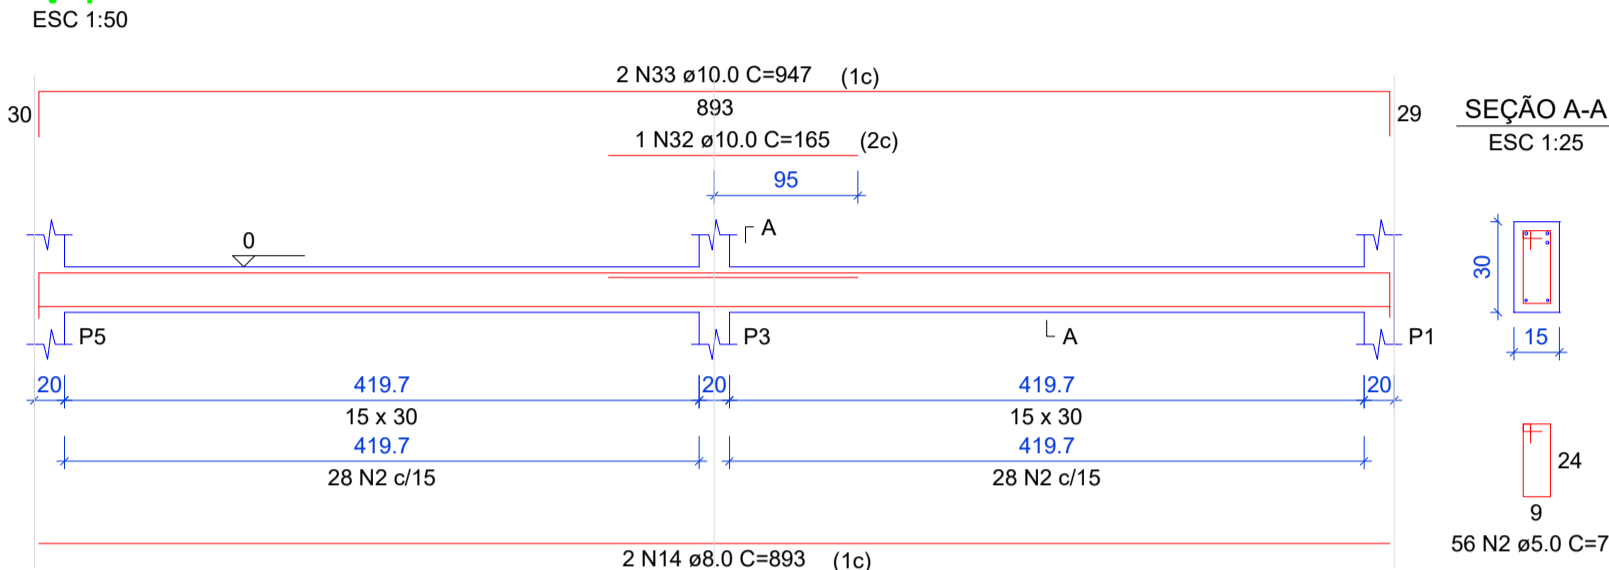 ESC 1:50
2 N33 ø10.0 C=947 (1c)
30
893
29
1 N32 ø10.0 C=165 (2c)
95
SEÇÃO A-A
ESC 1:25
A
0
30
15
P5
P3
A
P1
20
419.7
20
419.7
20
15 x 30
15 x 30
419.7
419.7
28 N2 c/15
28 N2 c/15
24
9
56 N2 ø5.0 C=7
2 N14 ø8.0 C=893 (1c)